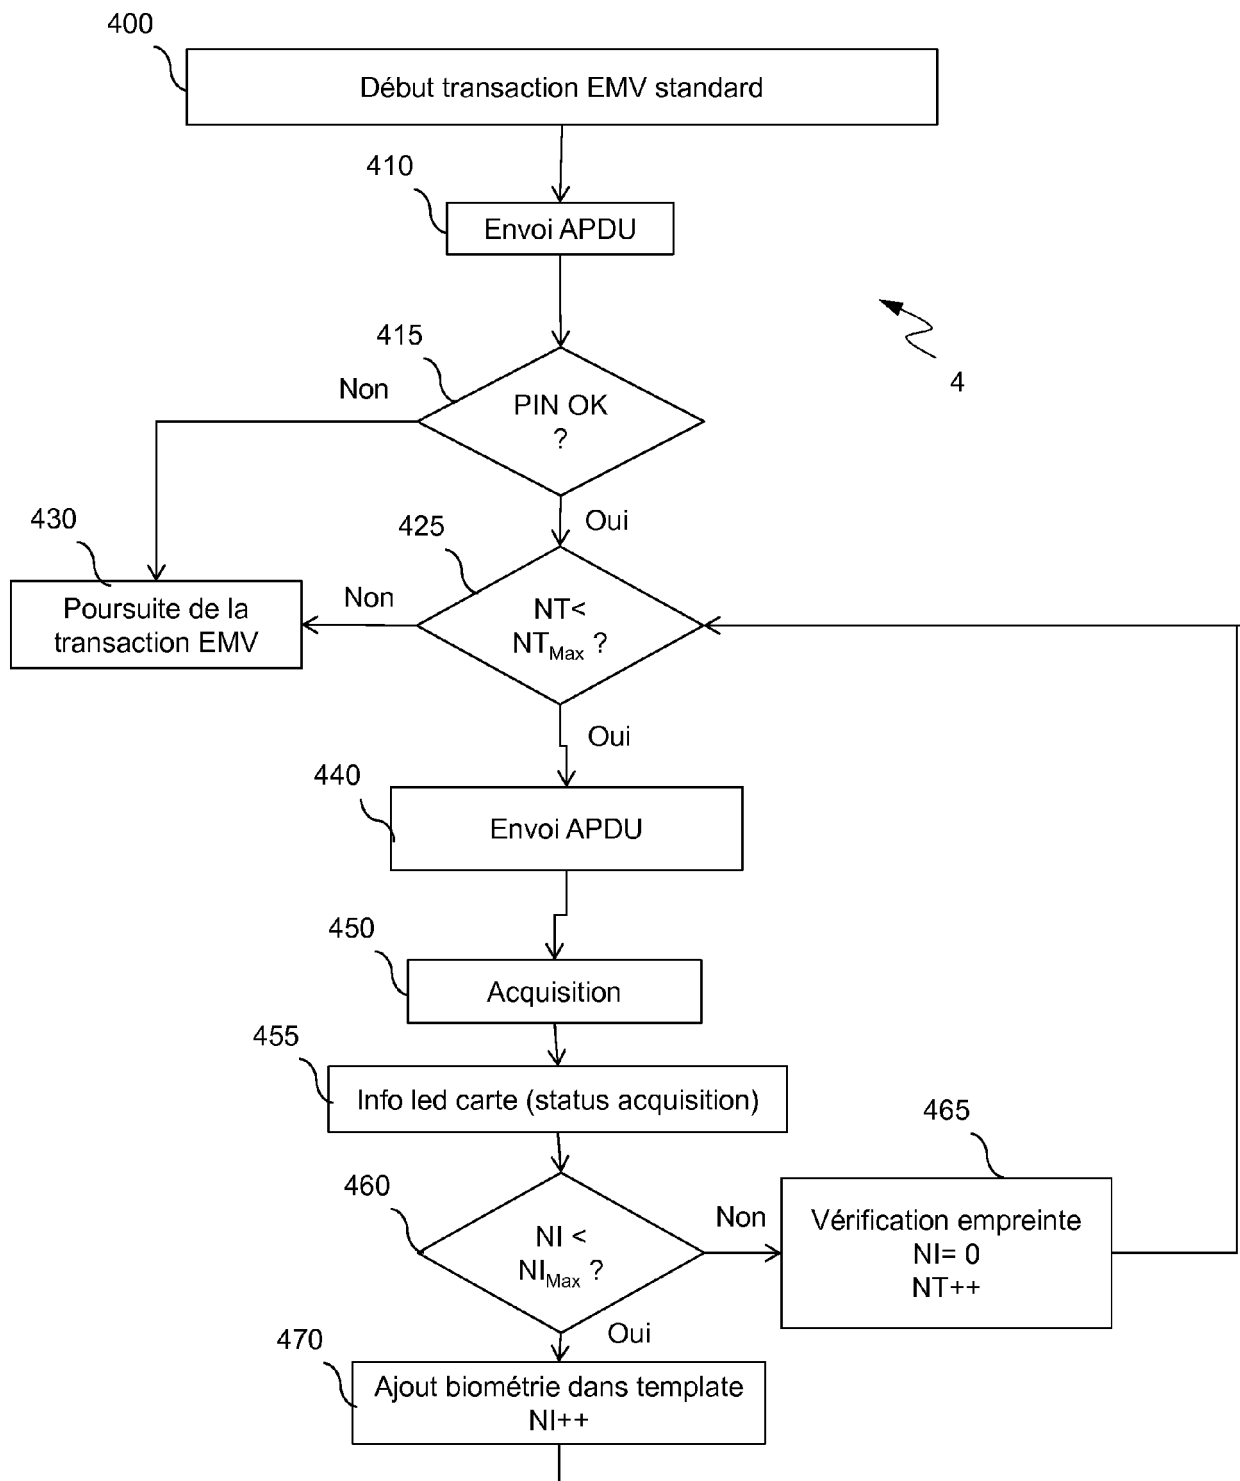 400
Début transaction EMV standard
410
Envoi APDU
415
Non
PIN OK
?
4
Oui
425
430
Non
Poursuite de la
transaction EMV
NT<
NTMax ?
Oui
440
Envoi APDU
450
Acquisition
455
Info led carte (status acquisition)
465
460
Non
NI <
NIMax ?
Vérification empreinte
NI= 0
NT++
Oui
470
Ajout biométrie dans template
NI++